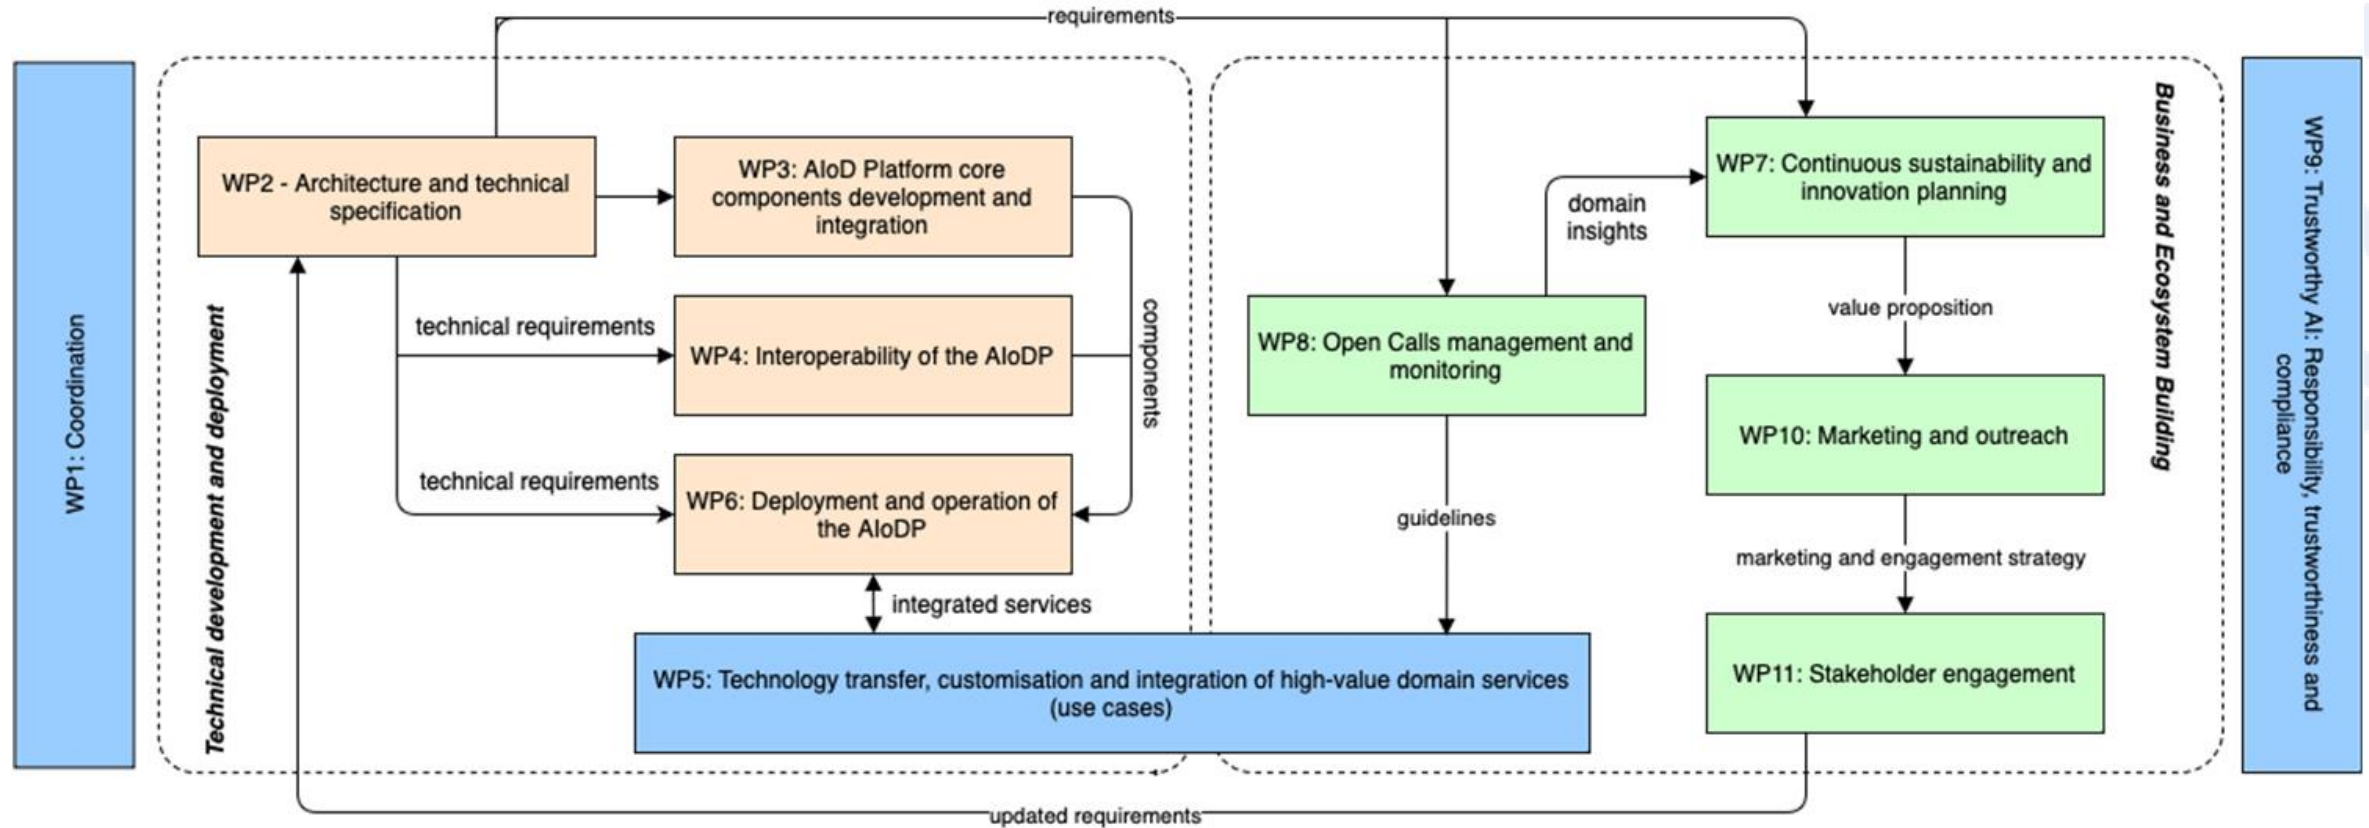 requirements
WP1: Coordination
Technical development and deployment
WP2 - Architecture and technical
specification
WP3: AIoD Platform core
components development and
integration
technical requirements
WP4: Interoperability of the AIoDP
components
technical requirements
WP6: Deployment and operation of
the AIoDP
integrated services
WP5: Technology transfer, customisation and integration of high-value domain services
(use cases)
domain
insights
WP8: Open Calls management and
monitoring
guidelines
WP7: Continuous sustainability and
innovation planning
value proposition
WP10: Marketing and outreach
marketing and engagement strategy
WP11: Stakeholder engagement
Business and Ecosystem Building
WP9: Trustworthy AI: Responsibility, trustworthiness and
compliance
updated requirements